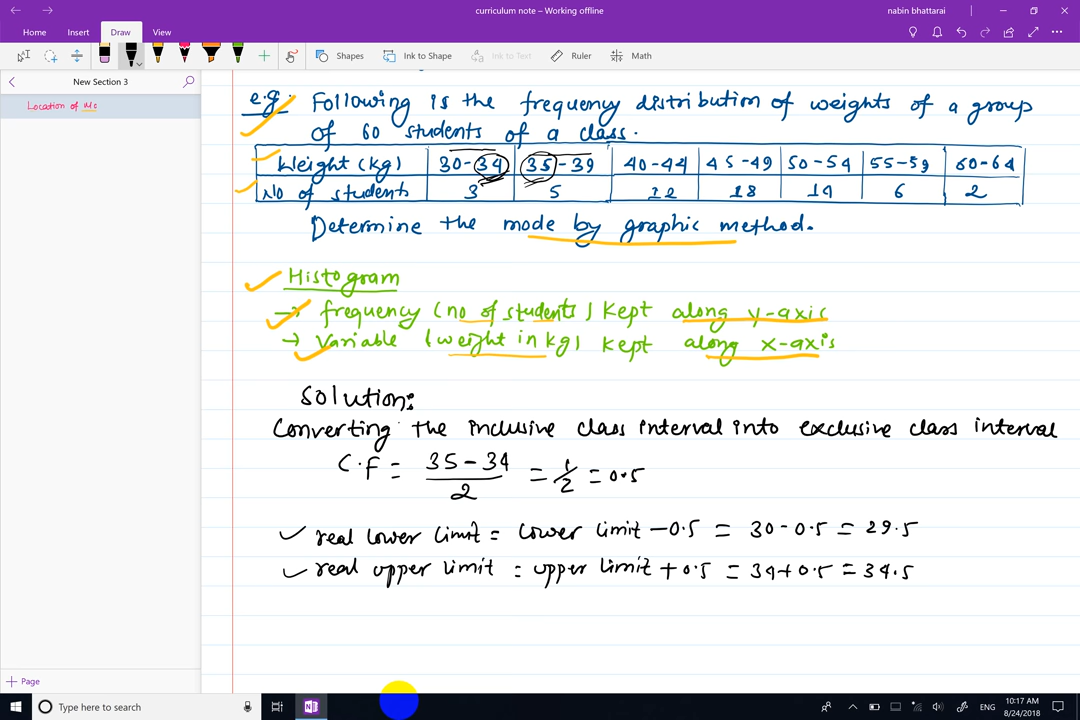 curriculum note – Working offline
nabin bhattarai
Home Insert Draw View
Shapes Ink to Shape Ink to Text Ruler Math
New Section 3
Location of Mo
e.g. Following is the frequency distribution of weights of a group
of 60 students of a class.
Weight (kg) 30-34 35-39 40-44 45-49 50-54 55-59 60-64
No of students 3 5 12 18 14 6 2
Determine the mode by graphic method.
Histogram
→ frequency (no of students) kept along y-axis
→ variable (weight in kg) kept along x-axis
Solution:
Converting the inclusive class interval into exclusive class interval
C.F = 35-34/2 = 1/2 = 0.5
real lower limit = lower limit - 0.5 = 30 - 0.5 = 29.5
real upper limit = upper limit + 0.5 = 34 + 0.5 = 34.5
+ Page
Type here to search
ENG
10:17 AM
8/24/2018